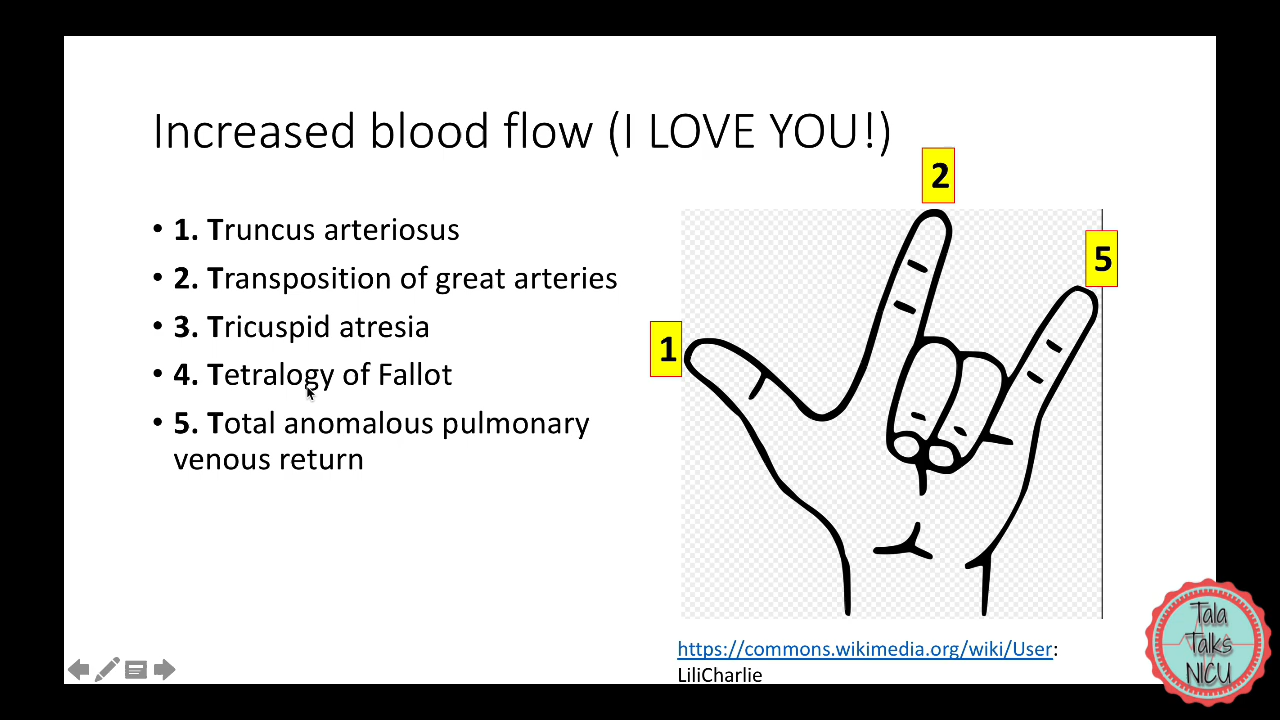 Increased blood flow (I LOVE YOU!)
• 1. Truncus arteriosus
• 2. Transposition of great arteries
• 3. Tricuspid atresia
• 4. Tetralogy of Fallot
• 5. Total anomalous pulmonary
venous return
2
5
1
https://commons.wikimedia.org/wiki/User:
LiliCharlie
Tala
Talks
NICU